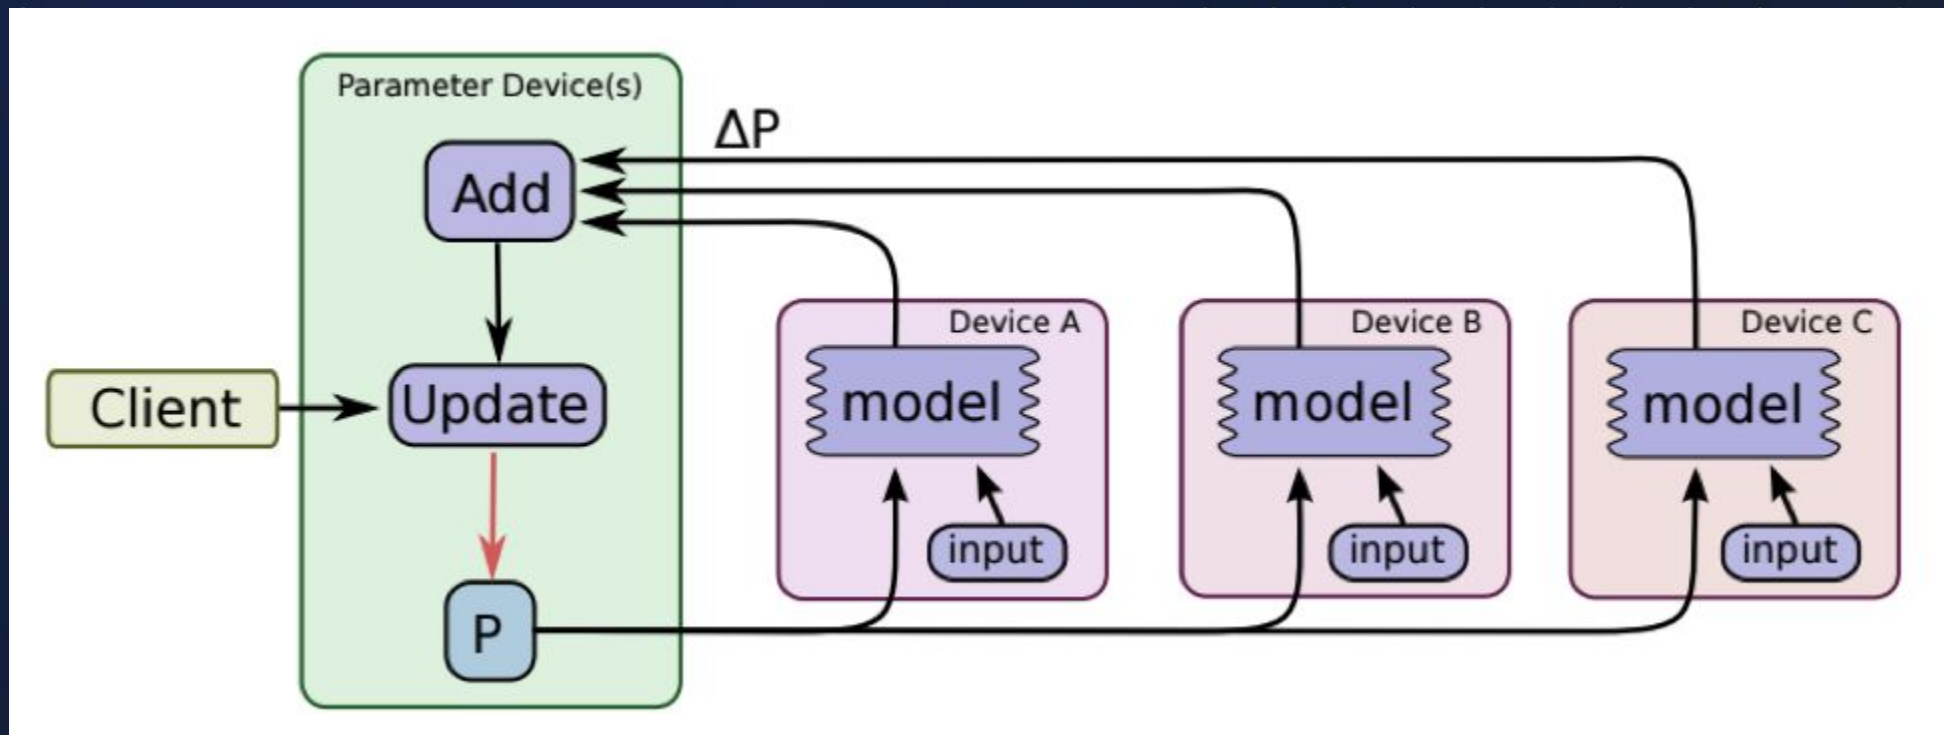 Parameter Device(s)
ΔP
Add
Device A
Device B
Device C
Client
Update
model
model
model
input
input
input
P